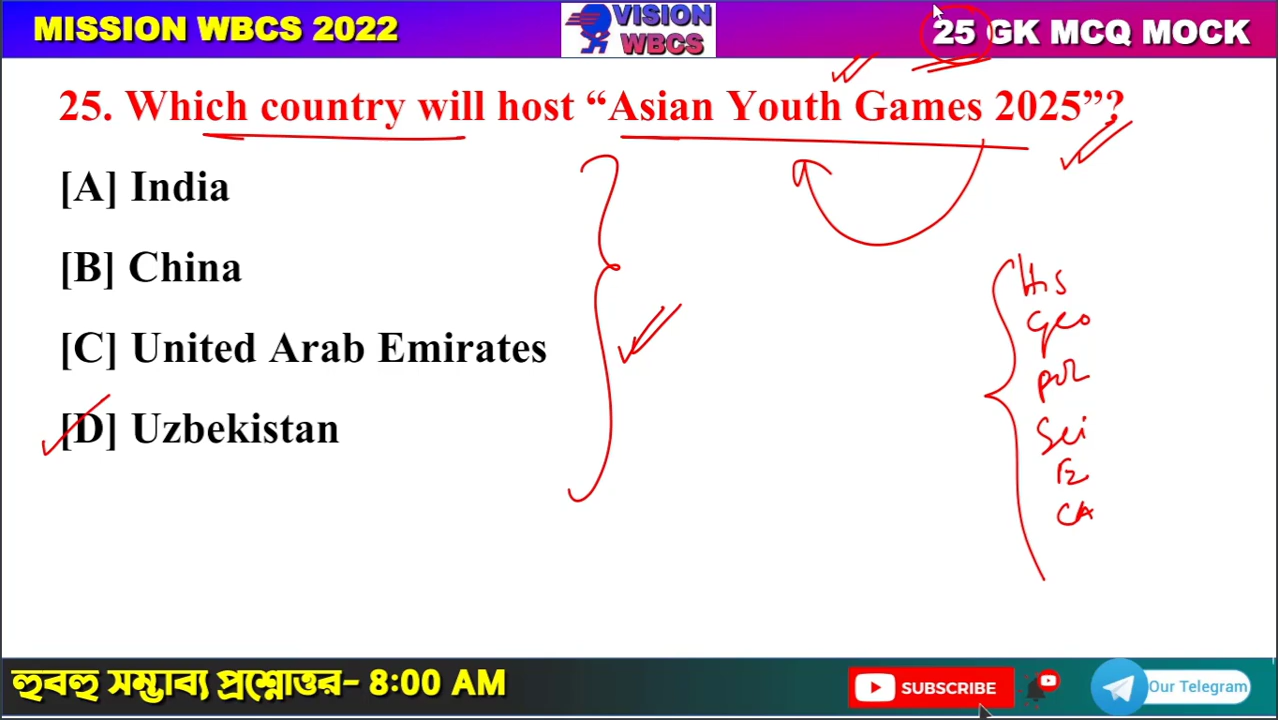 MISSION WBCS 2022
VISION
WBCS
25 GK MCQ MOCK
25. Which country will host “Asian Youth Games 2025”?
[A] India
[B] China
[C] United Arab Emirates
[D] Uzbekistan
His
Geo
Pol
Sci
CA
হুবহু সম্ভাব্য প্রশ্নোত্তর- 8:00 AM
SUBSCRIBE
Our Telegram